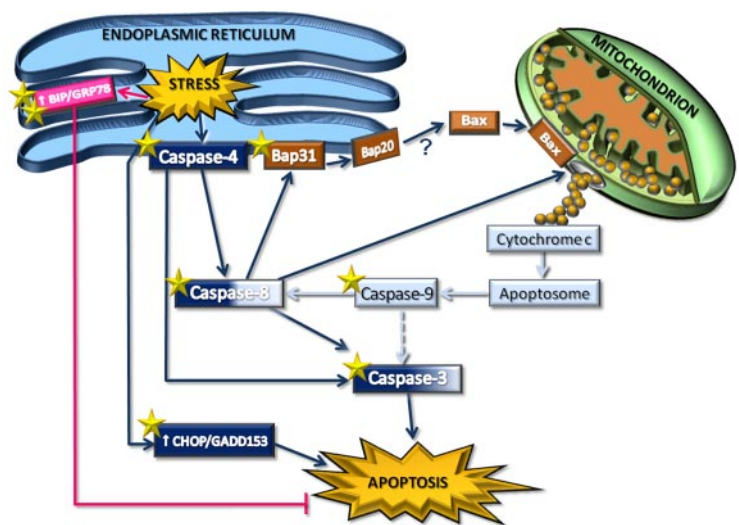 ENDOPLASMIC RETICULUM
MITOCHONDRION
STRESS
↑ BIP/GRP78
Caspase-4
Bap31
Bap20
?
Bax
Bax
Cytochrome c
Caspase-8
Caspase-9
Apoptosome
Caspase-3
↑ CHOP/GADD153
APOPTOSIS